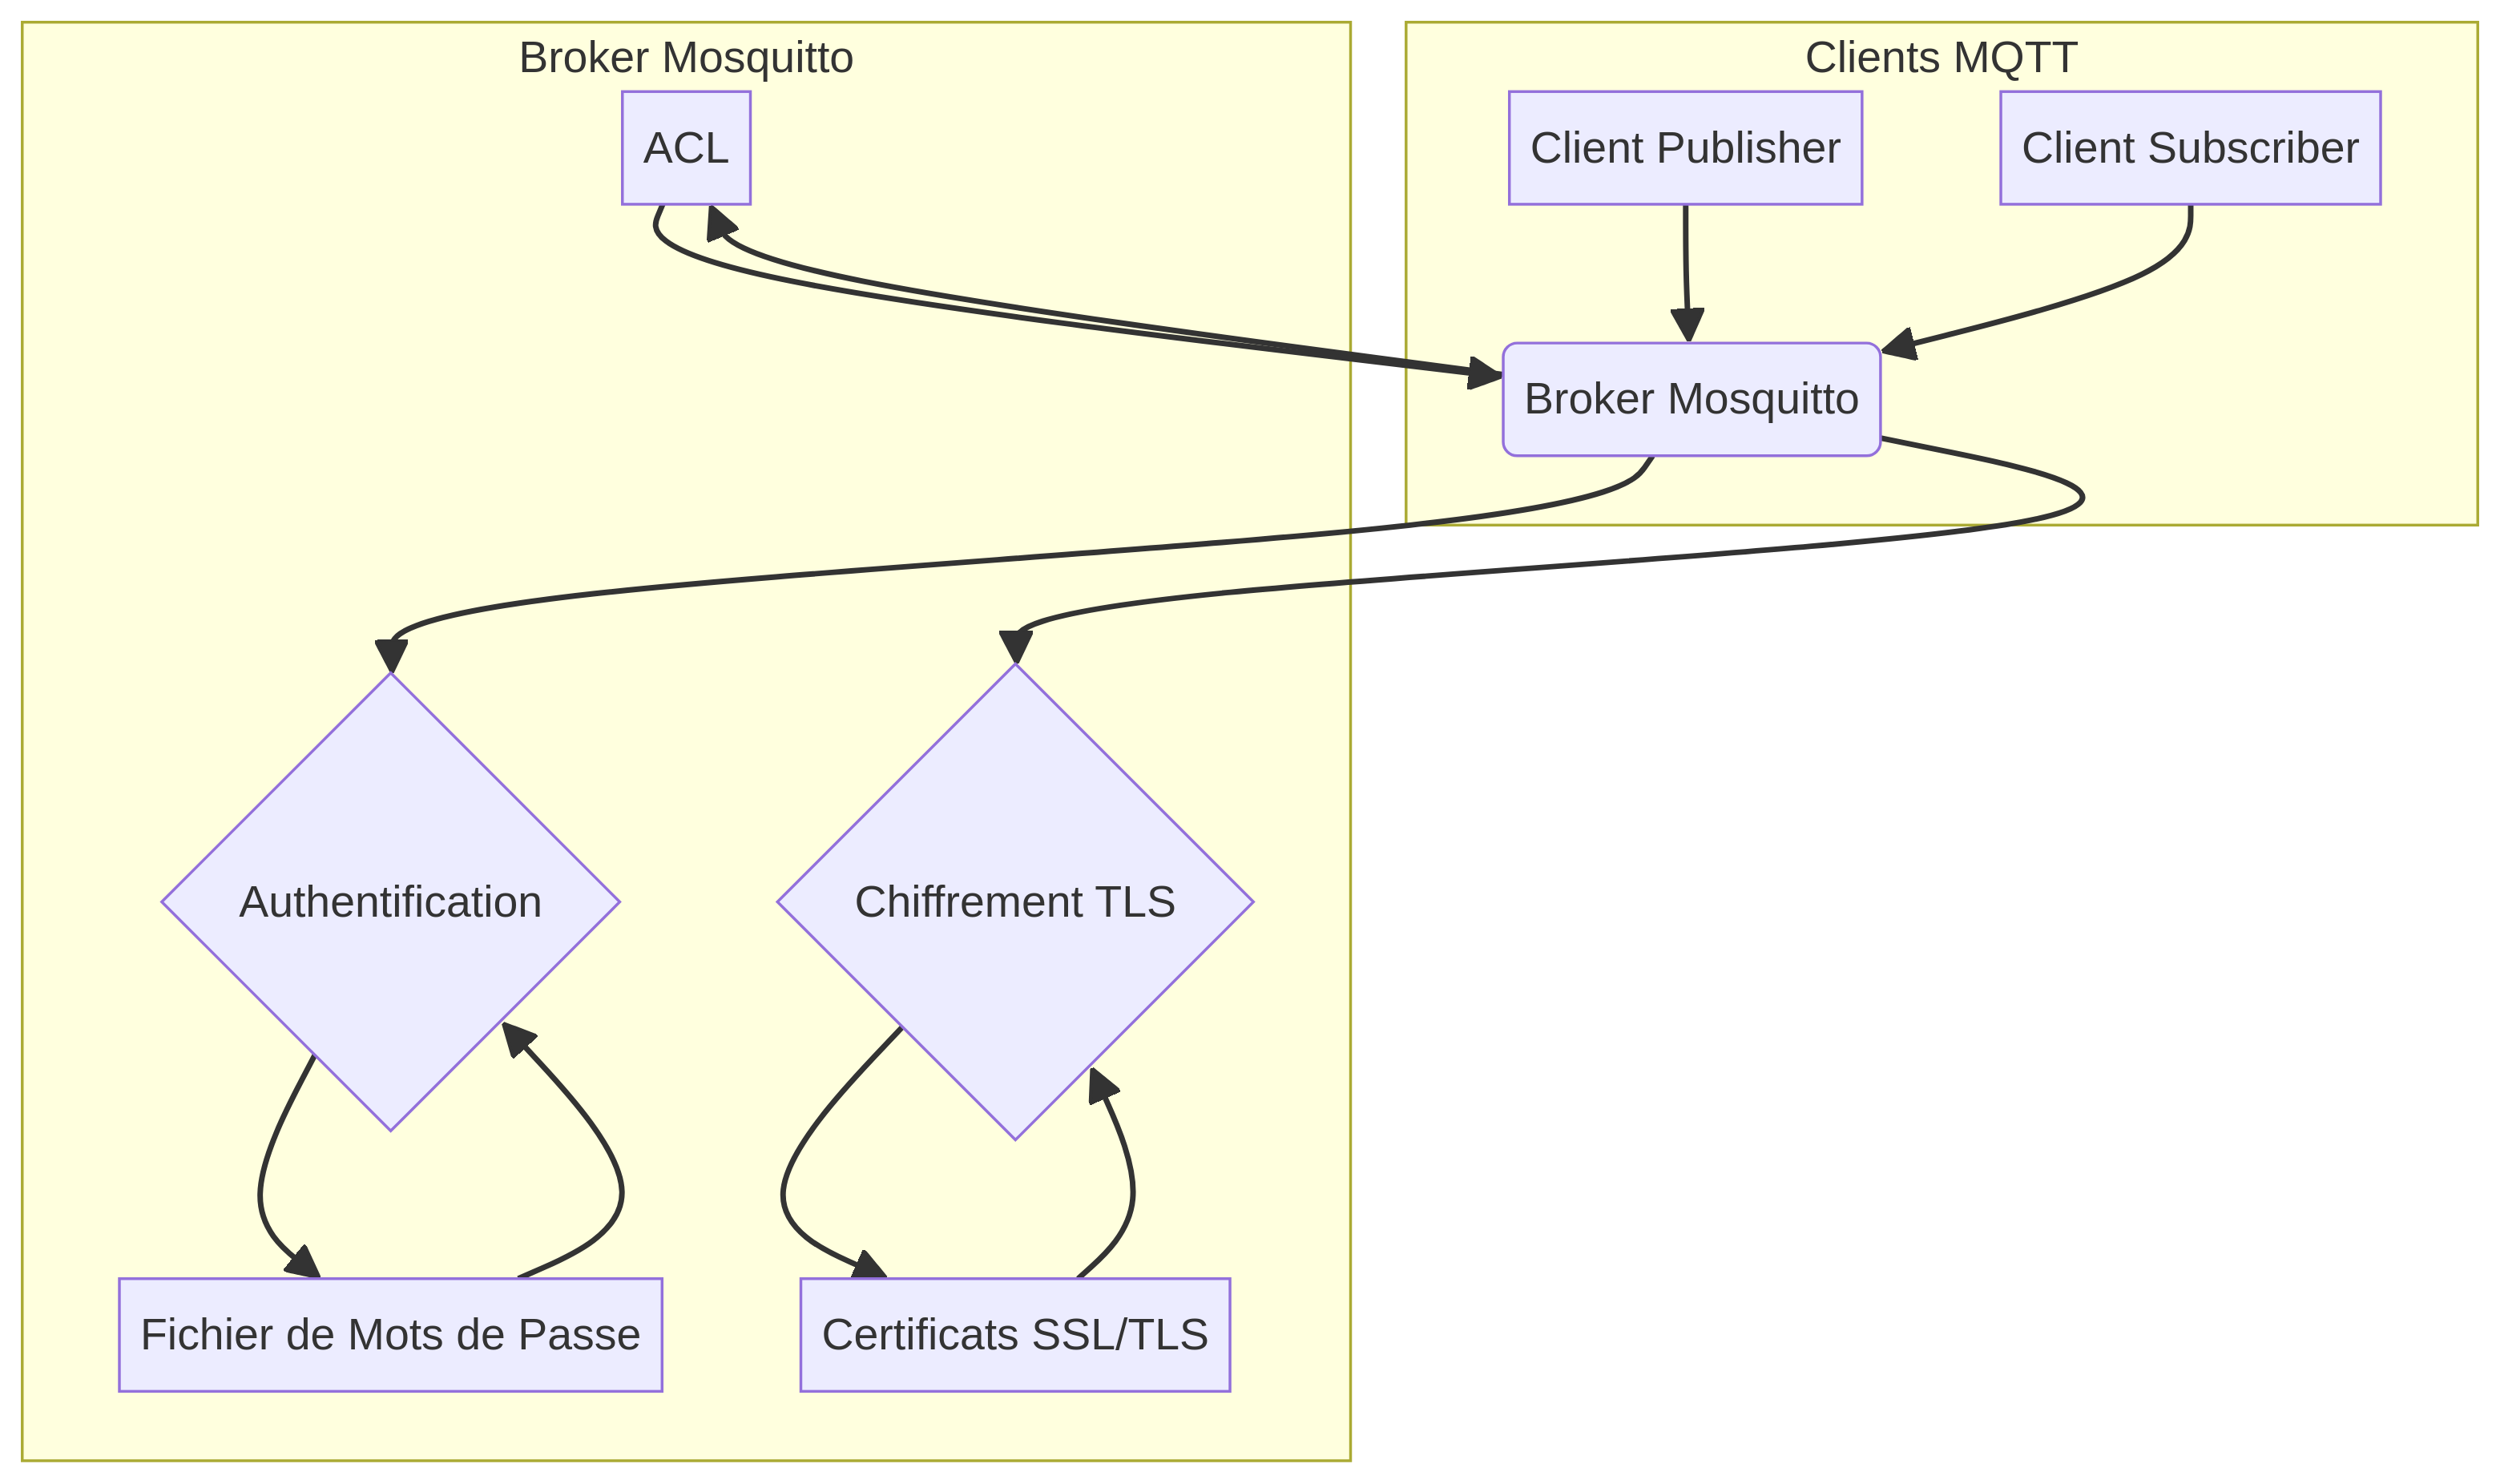 Broker Mosquitto
ACL
Clients MQTT
Client Publisher
Client Subscriber
Broker Mosquitto
Authentification
Chiffrement TLS
Fichier de Mots de Passe
Certificats SSL/TLS